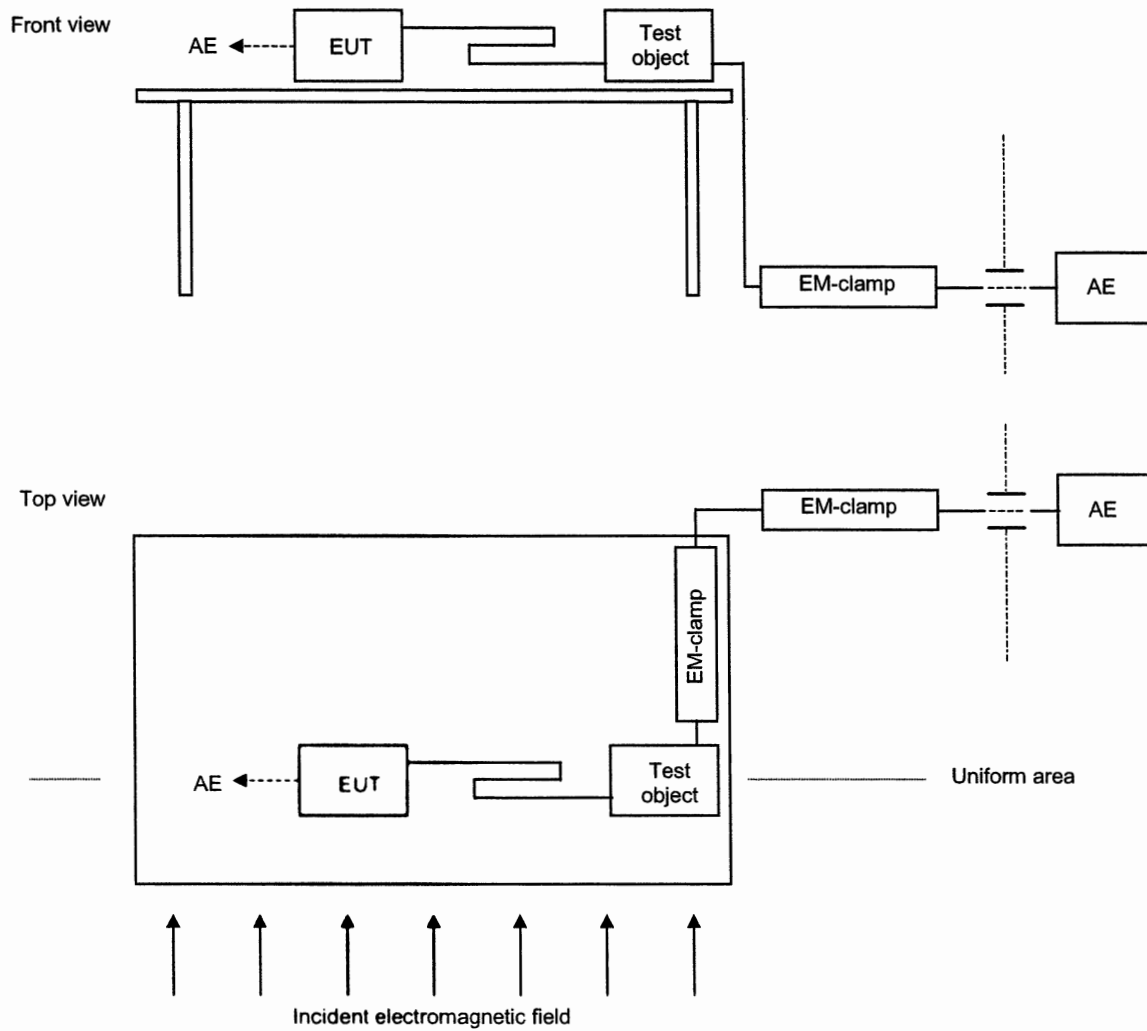 Front view
AE
EUT
Test
object
EM-clamp
AE
Top view
EM-clamp
AE
EM-clamp
AE
EUT
Test
object
Uniform area
Incident electromagnetic field